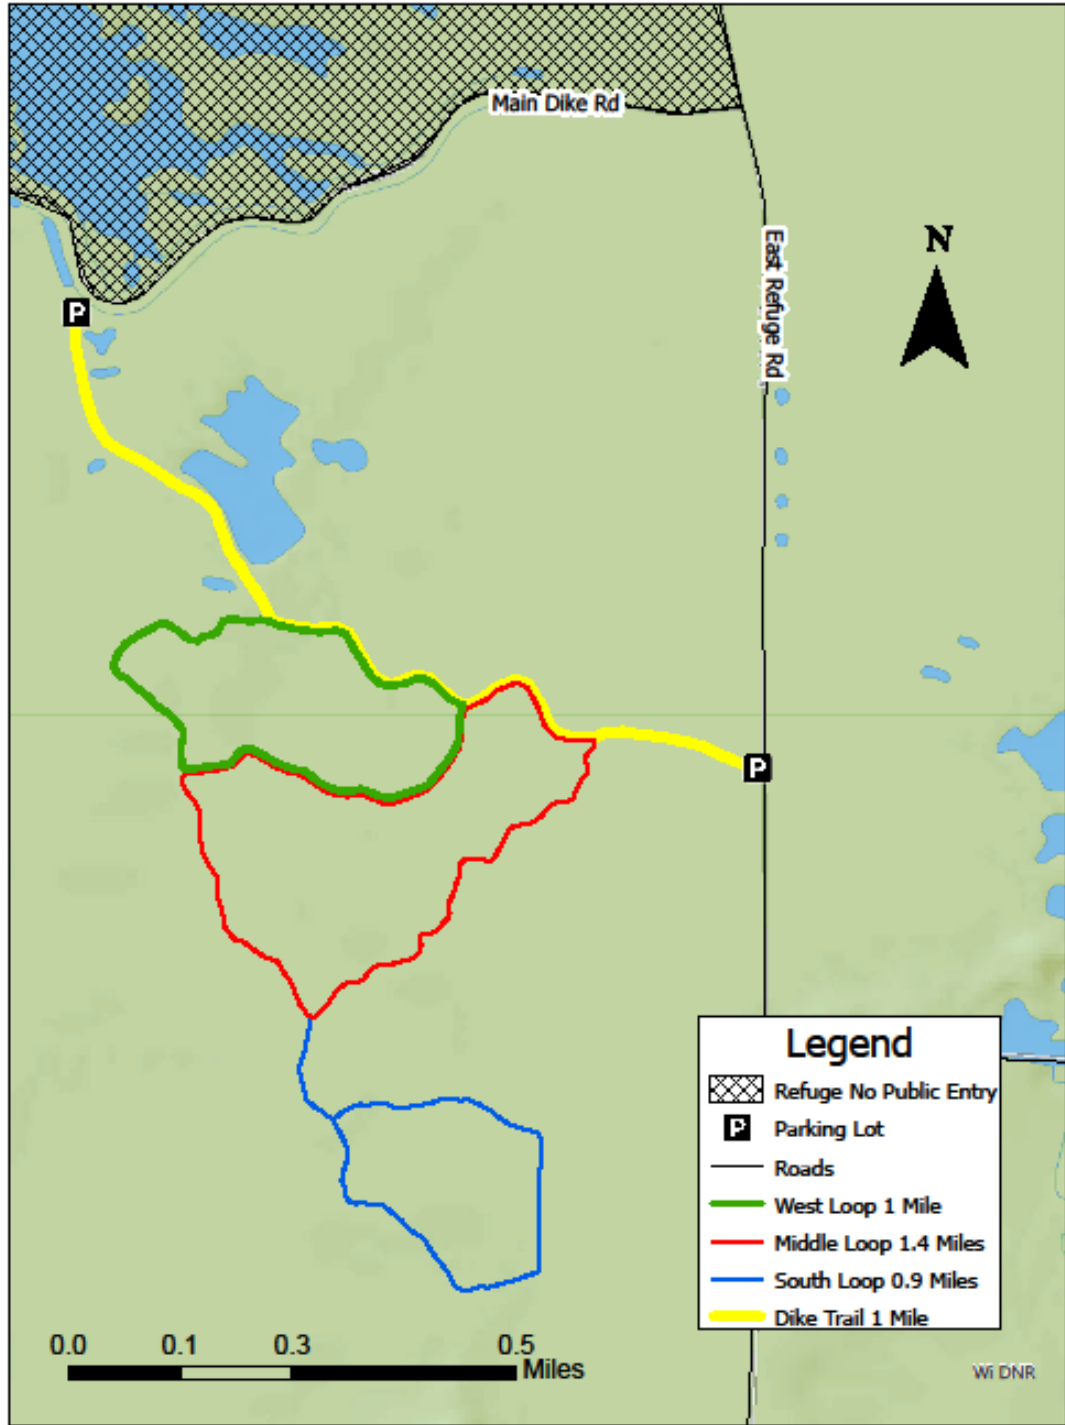 Main Dike Rd
N
East Refuge Rd
P
P
Legend
Refuge No Public Entry
P Parking Lot
Roads
West Loop 1 Mile
Middle Loop 1.4 Miles
South Loop 0.9 Miles
Dike Trail 1 Mile
0.0 0.1 0.3 0.5
Miles
Wi DNR